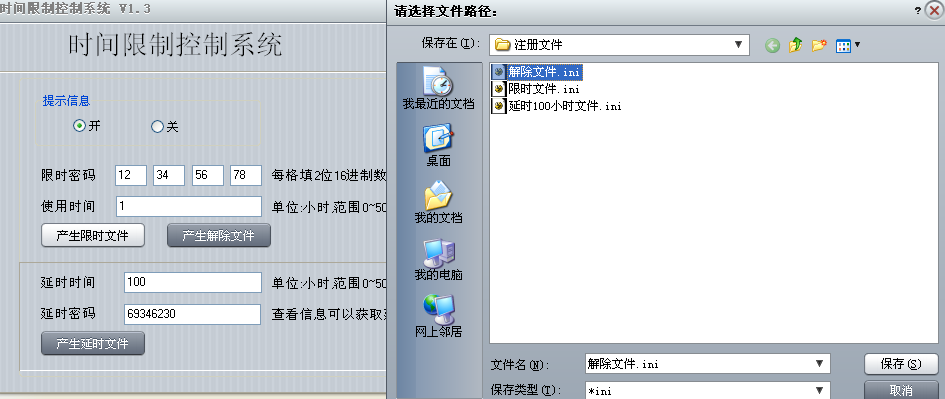 时间限制控制系统 V1.3
时间限制控制系统
提示信息
开 关
限时密码 12 34 56 78 每格填2位16进制数
使用时间 1 单位:小时,范围0~50
产生限时文件 产生解除文件
延时时间 100 单位:小时,范围0~50
延时密码 69346230 查看信息可以获取
产生延时文件
请选择文件路径:
保存在(I): 注册文件
我最近的文档
桌面
我的文档
我的电脑
网上邻居
解除文件.ini
限时文件.ini
延时100小时文件.ini
文件名(N): 解除文件.ini 保存(S)
保存类型(T): *ini 取消